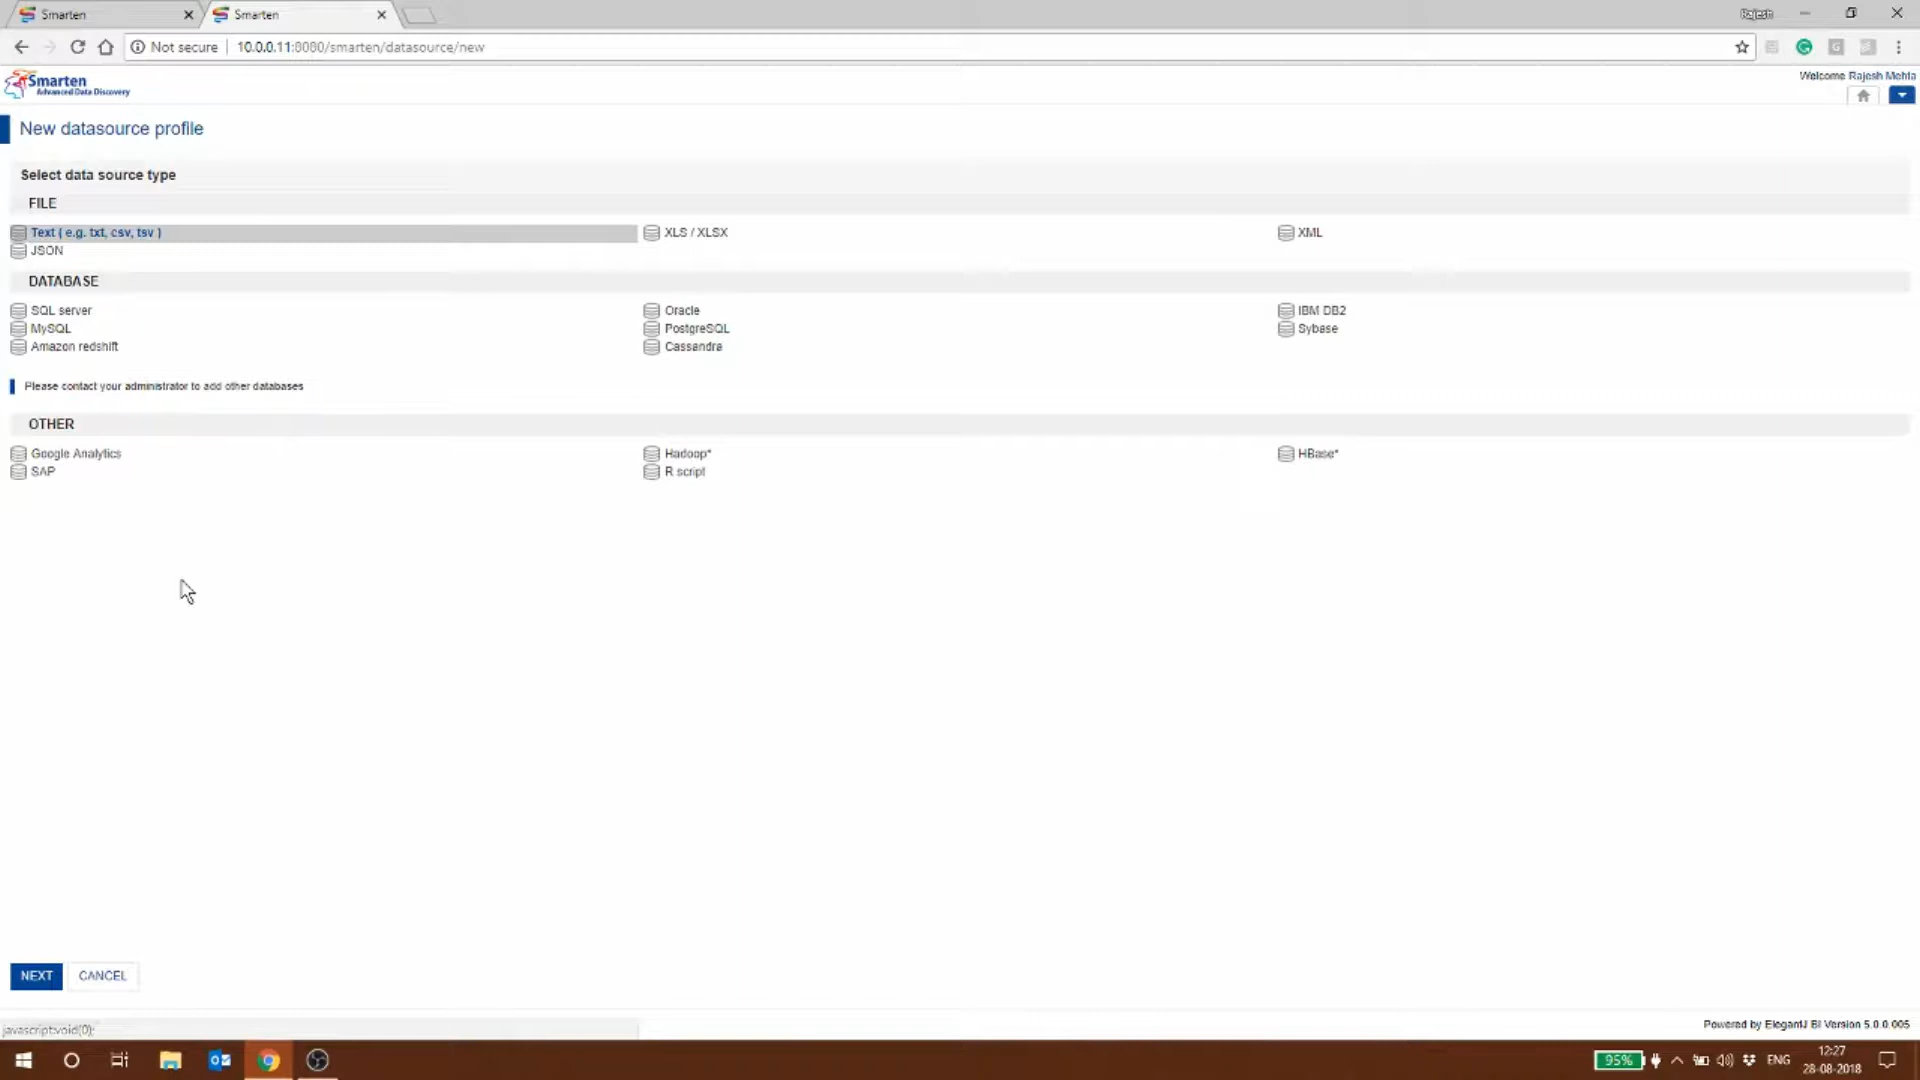 Smarten
Smarten
Rajesh
Not secure
10.0.0.11:8080/smarten/datasource/new
Smarten
Advanced Data Discovery
Welcome Rajesh Mehta
New datasource profile
Select data source type
FILE
Text ( e.g. txt, csv, tsv )
XLS / XLSX
XML
JSON
DATABASE
SQL server
Oracle
IBM DB2
MySQL
PostgreSQL
Sybase
Amazon redshift
Cassandra
Please contact your administrator to add other databases
OTHER
Google Analytics
Hadoop*
HBase*
SAP
R script
NEXT
CANCEL
javascript:void(0);
Powered by ElegantJ BI Version 5.0.0.005
95%
ENG
12:27
28-08-2018